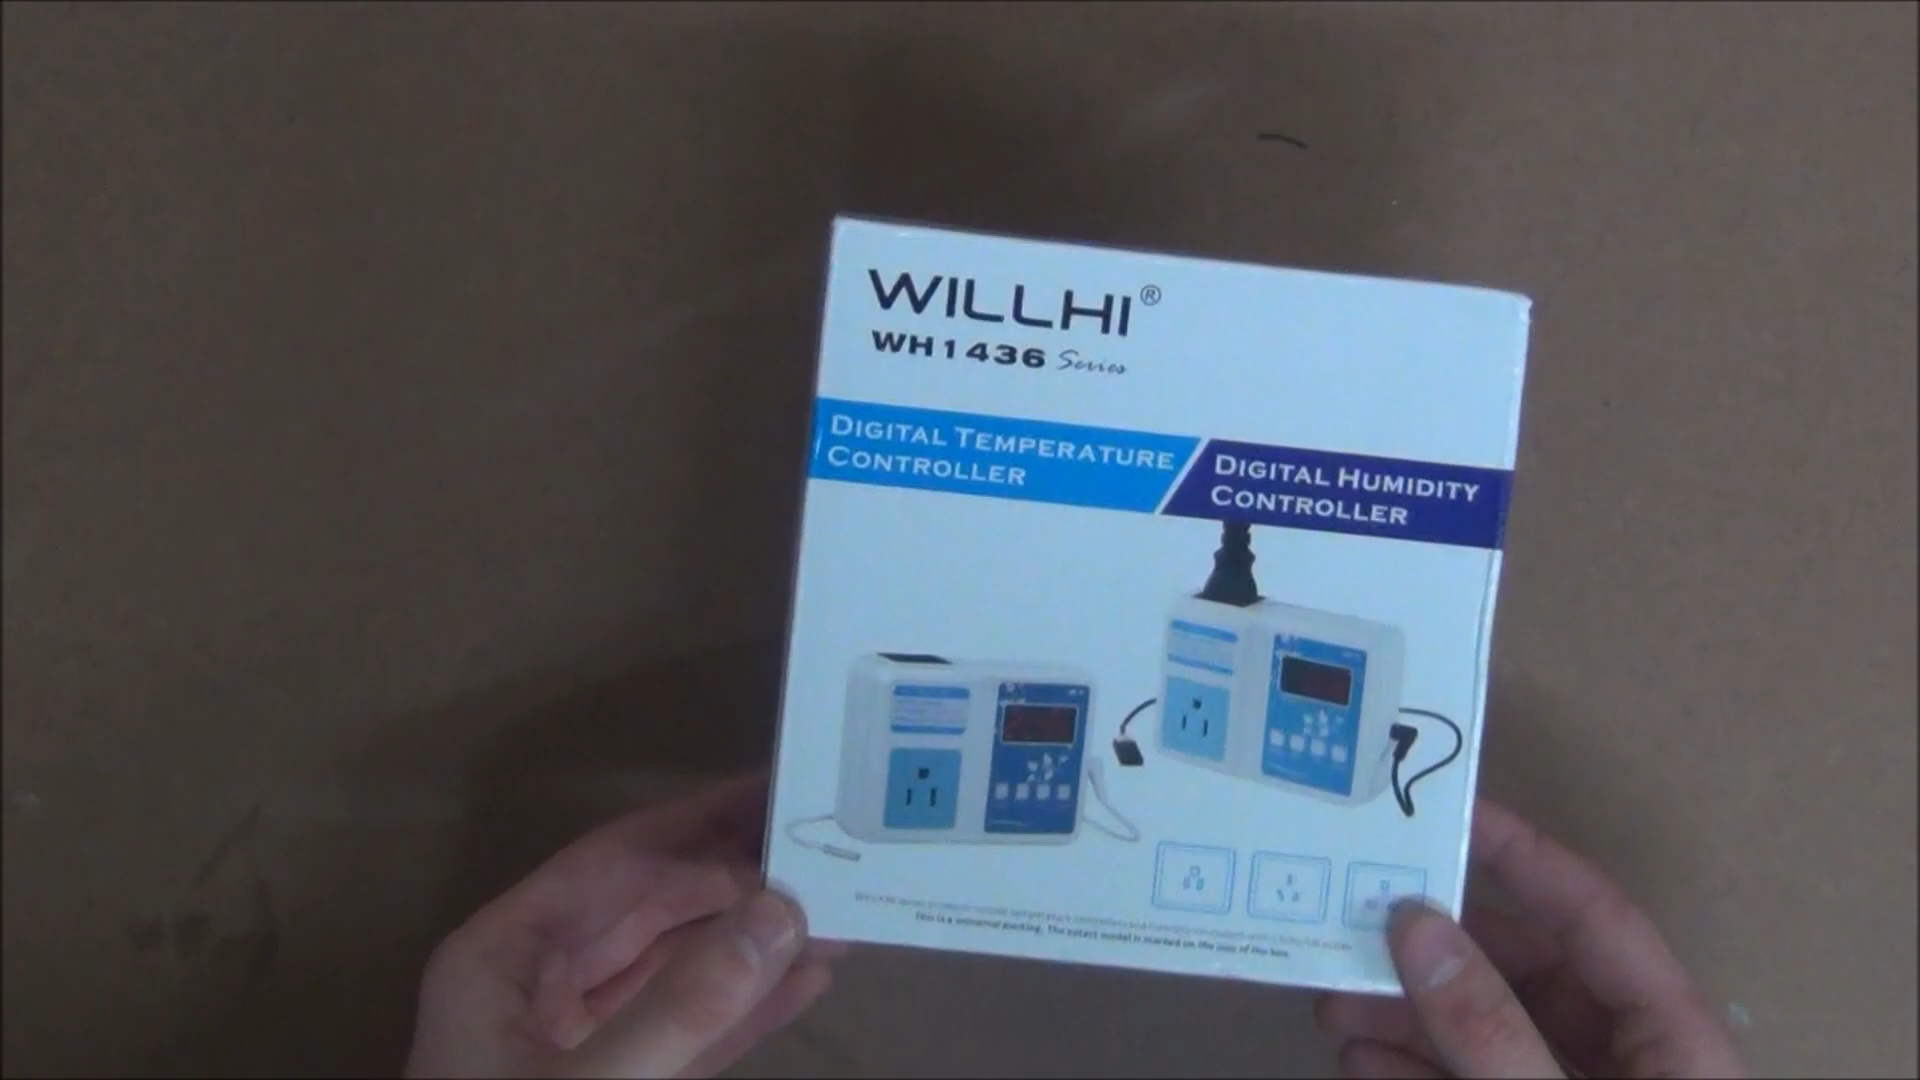 WILLHI®
WH1436 Series
DIGITAL TEMPERATURE
CONTROLLER
DIGITAL HUMIDITY
CONTROLLER
This is a universal packing. The extact model is marked on the side of the box.